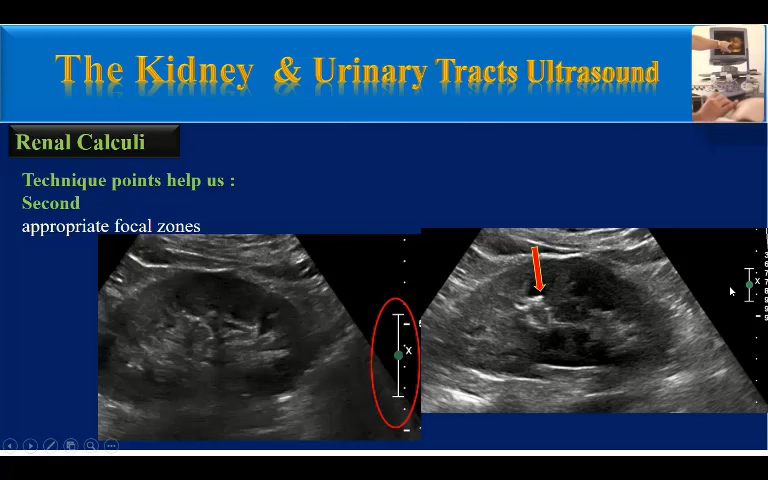 The Kidney & Urinary Tracts Ultrasound
Renal Calculi
Technique points help us :
Second
appropriate focal zones
X
X